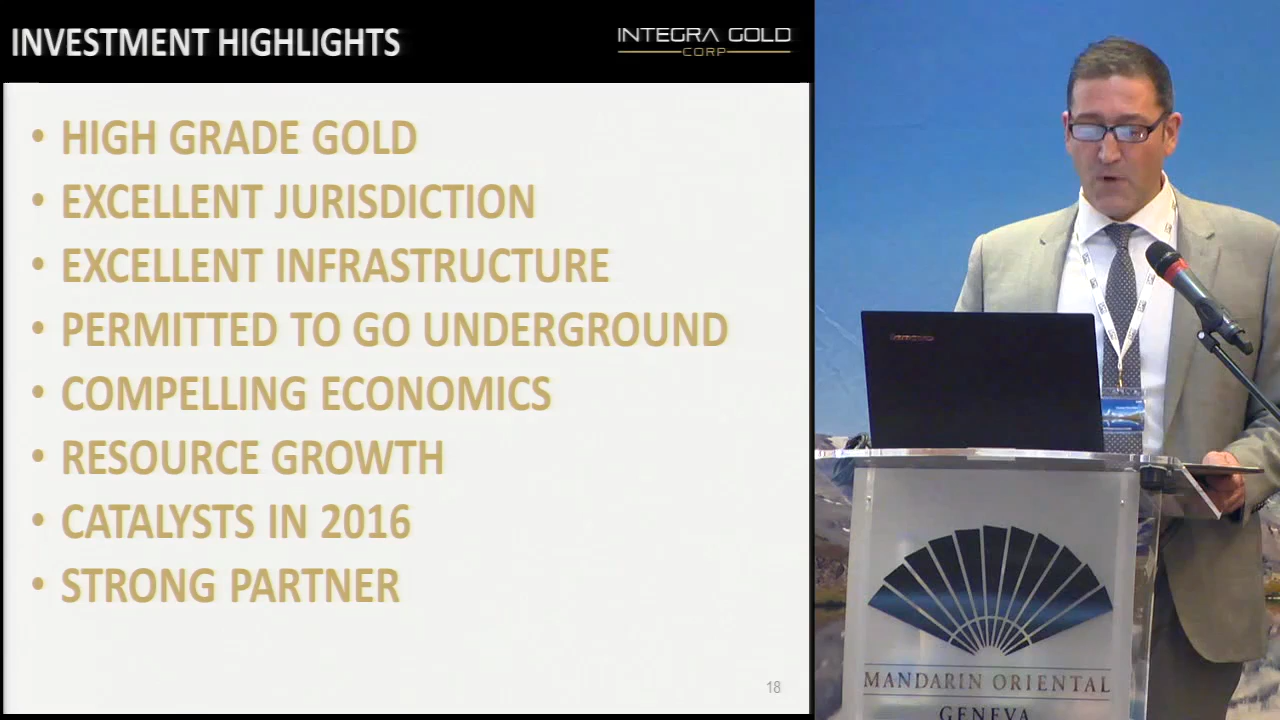 INVESTMENT HIGHLIGHTS
INTEGRA GOLD
CORP
• HIGH GRADE GOLD
• EXCELLENT JURISDICTION
• EXCELLENT INFRASTRUCTURE
• PERMITTED TO GO UNDERGROUND
• COMPELLING ECONOMICS
• RESOURCE GROWTH
• CATALYSTS IN 2016
• STRONG PARTNER
18
lenovo
MANDARIN ORIENTAL
GENEVA